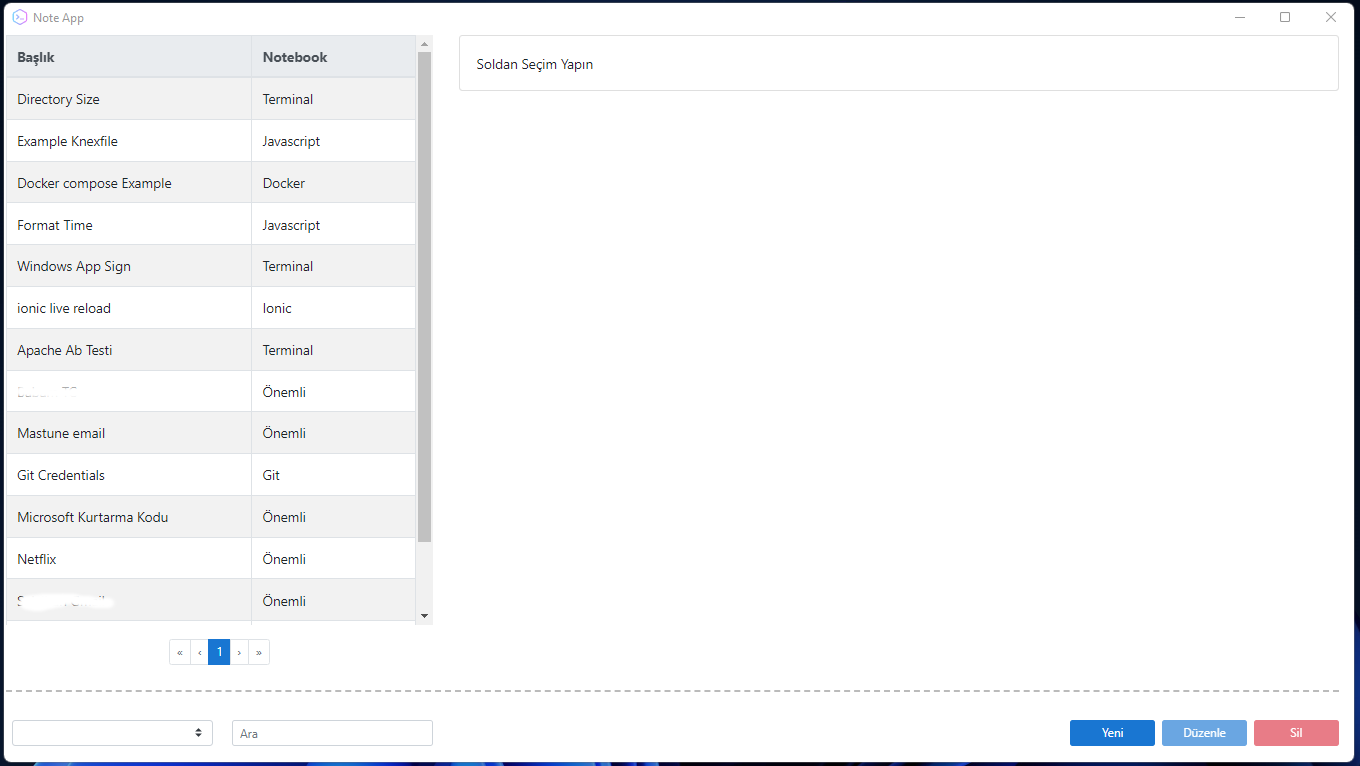 Note App
Başlık Notebook
Soldan Seçim Yapın
Directory Size Terminal
Example Knexfile Javascript
Docker compose Example Docker
Format Time Javascript
Windows App Sign Terminal
ionic live reload Ionic
Apache Ab Testi Terminal
Önemli
Mastune email Önemli
Git Credentials Git
Microsoft Kurtarma Kodu Önemli
Netflix Önemli
Önemli
« ‹ 1 › »
Ara Yeni Düzenle Sil